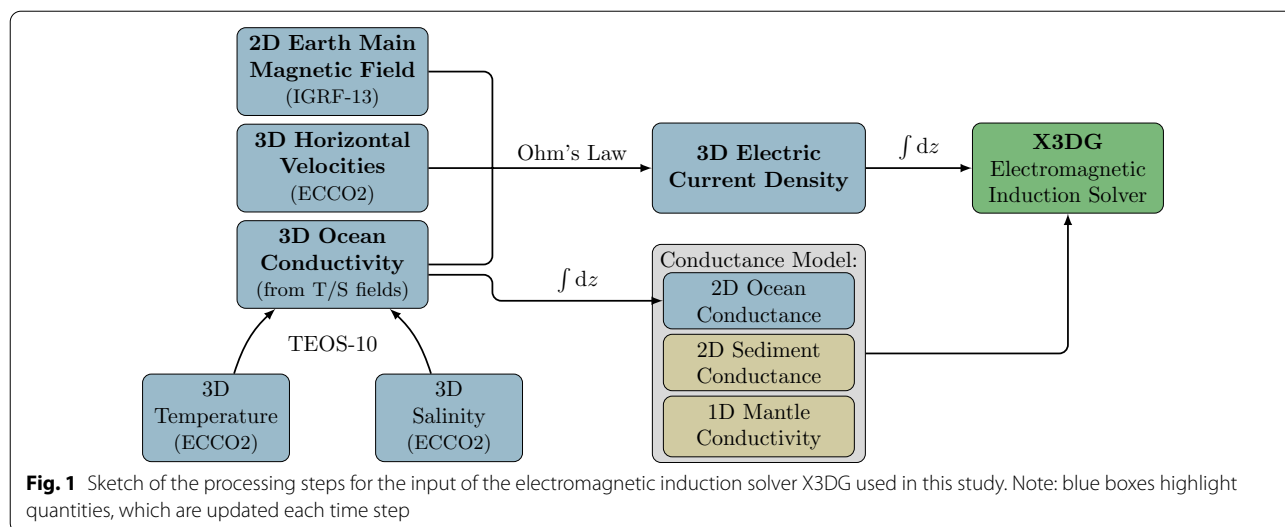 2D Earth Main
Magnetic Field
(IGRF-13)
3D Horizontal
Velocities
(ECCO2)
3D Ocean
Conductivity
(from T/S fields)
TEOS-10
3D
Temperature
(ECCO2)
3D
Salinity
(ECCO2)
Ohm's Law
3D Electric
Current Density
∫ dz
X3DG
Electromagnetic
Induction Solver
∫ dz
Conductance Model:
2D Ocean
Conductance
2D Sediment
Conductance
1D Mantle
Conductivity
Fig. 1 Sketch of the processing steps for the input of the electromagnetic induction solver X3DG used in this study. Note: blue boxes highlight
quantities, which are updated each time step